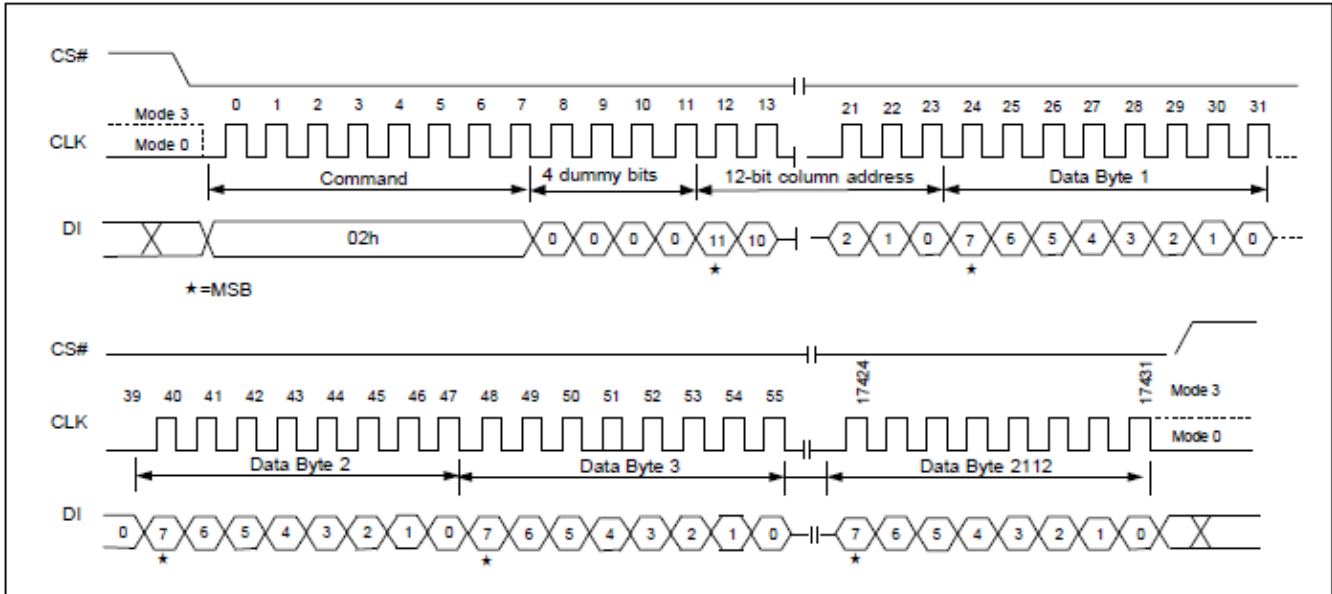 CS#
0 1 2 3 4 5 6 7 8 9 10 11 12 13 21 22 23 24 25 26 27 28 29 30 31
Mode 3
CLK
Mode 0
Command 4 dummy bits 12-bit column address Data Byte 1
DI
02h 0 0 0 0 11 10 2 1 0 7 6 5 4 3 2 1 0
★ ★
★=MSB
CS#
39 40 41 42 43 44 45 46 47 48 49 50 51 52 53 54 55 17424 17431
Mode 3
CLK
Mode 0
Data Byte 2 Data Byte 3 Data Byte 2112
DI
0 7 6 5 4 3 2 1 0 7 6 5 4 3 2 1 0 7 6 5 4 3 2 1 0
★ ★ ★